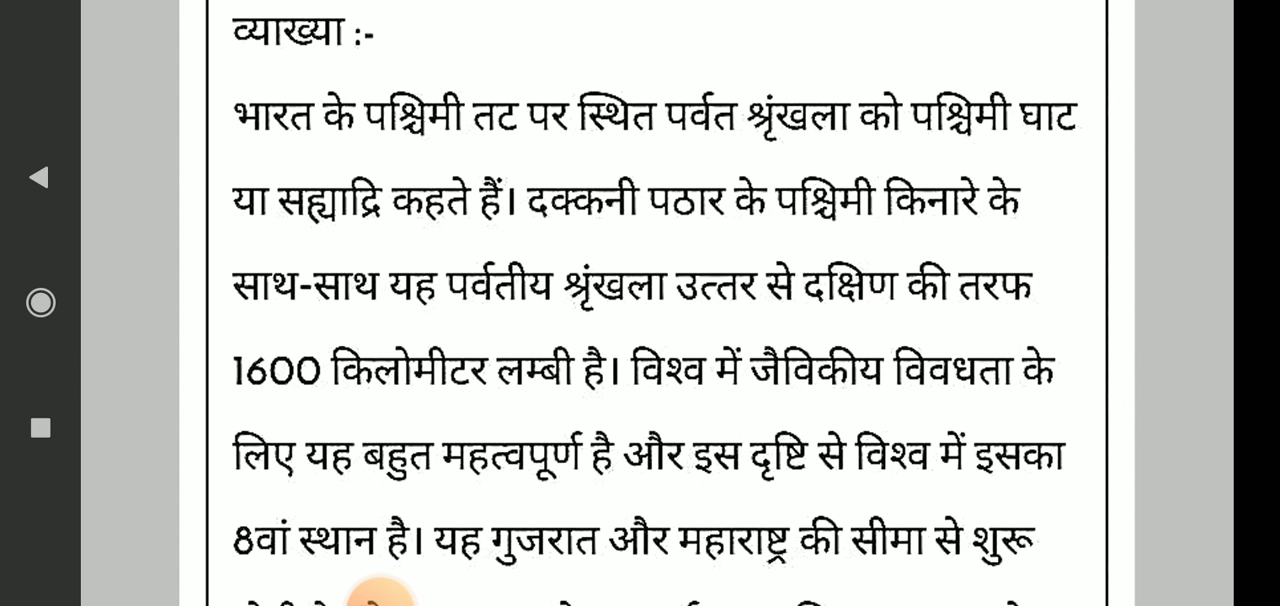 व्याख्या :-
भारत के पश्चिमी तट पर स्थित पर्वत श्रृंखला को पश्चिमी घाट
या सह्याद्रि कहते हैं। दक्कनी पठार के पश्चिमी किनारे के
साथ-साथ यह पर्वतीय श्रृंखला उत्तर से दक्षिण की तरफ
1600 किलोमीटर लम्बी है। विश्व में जैविकीय विवधता के
लिए यह बहुत महत्वपूर्ण है और इस दृष्टि से विश्व में इसका
8वां स्थान है। यह गुजरात और महाराष्ट्र की सीमा से शुरू